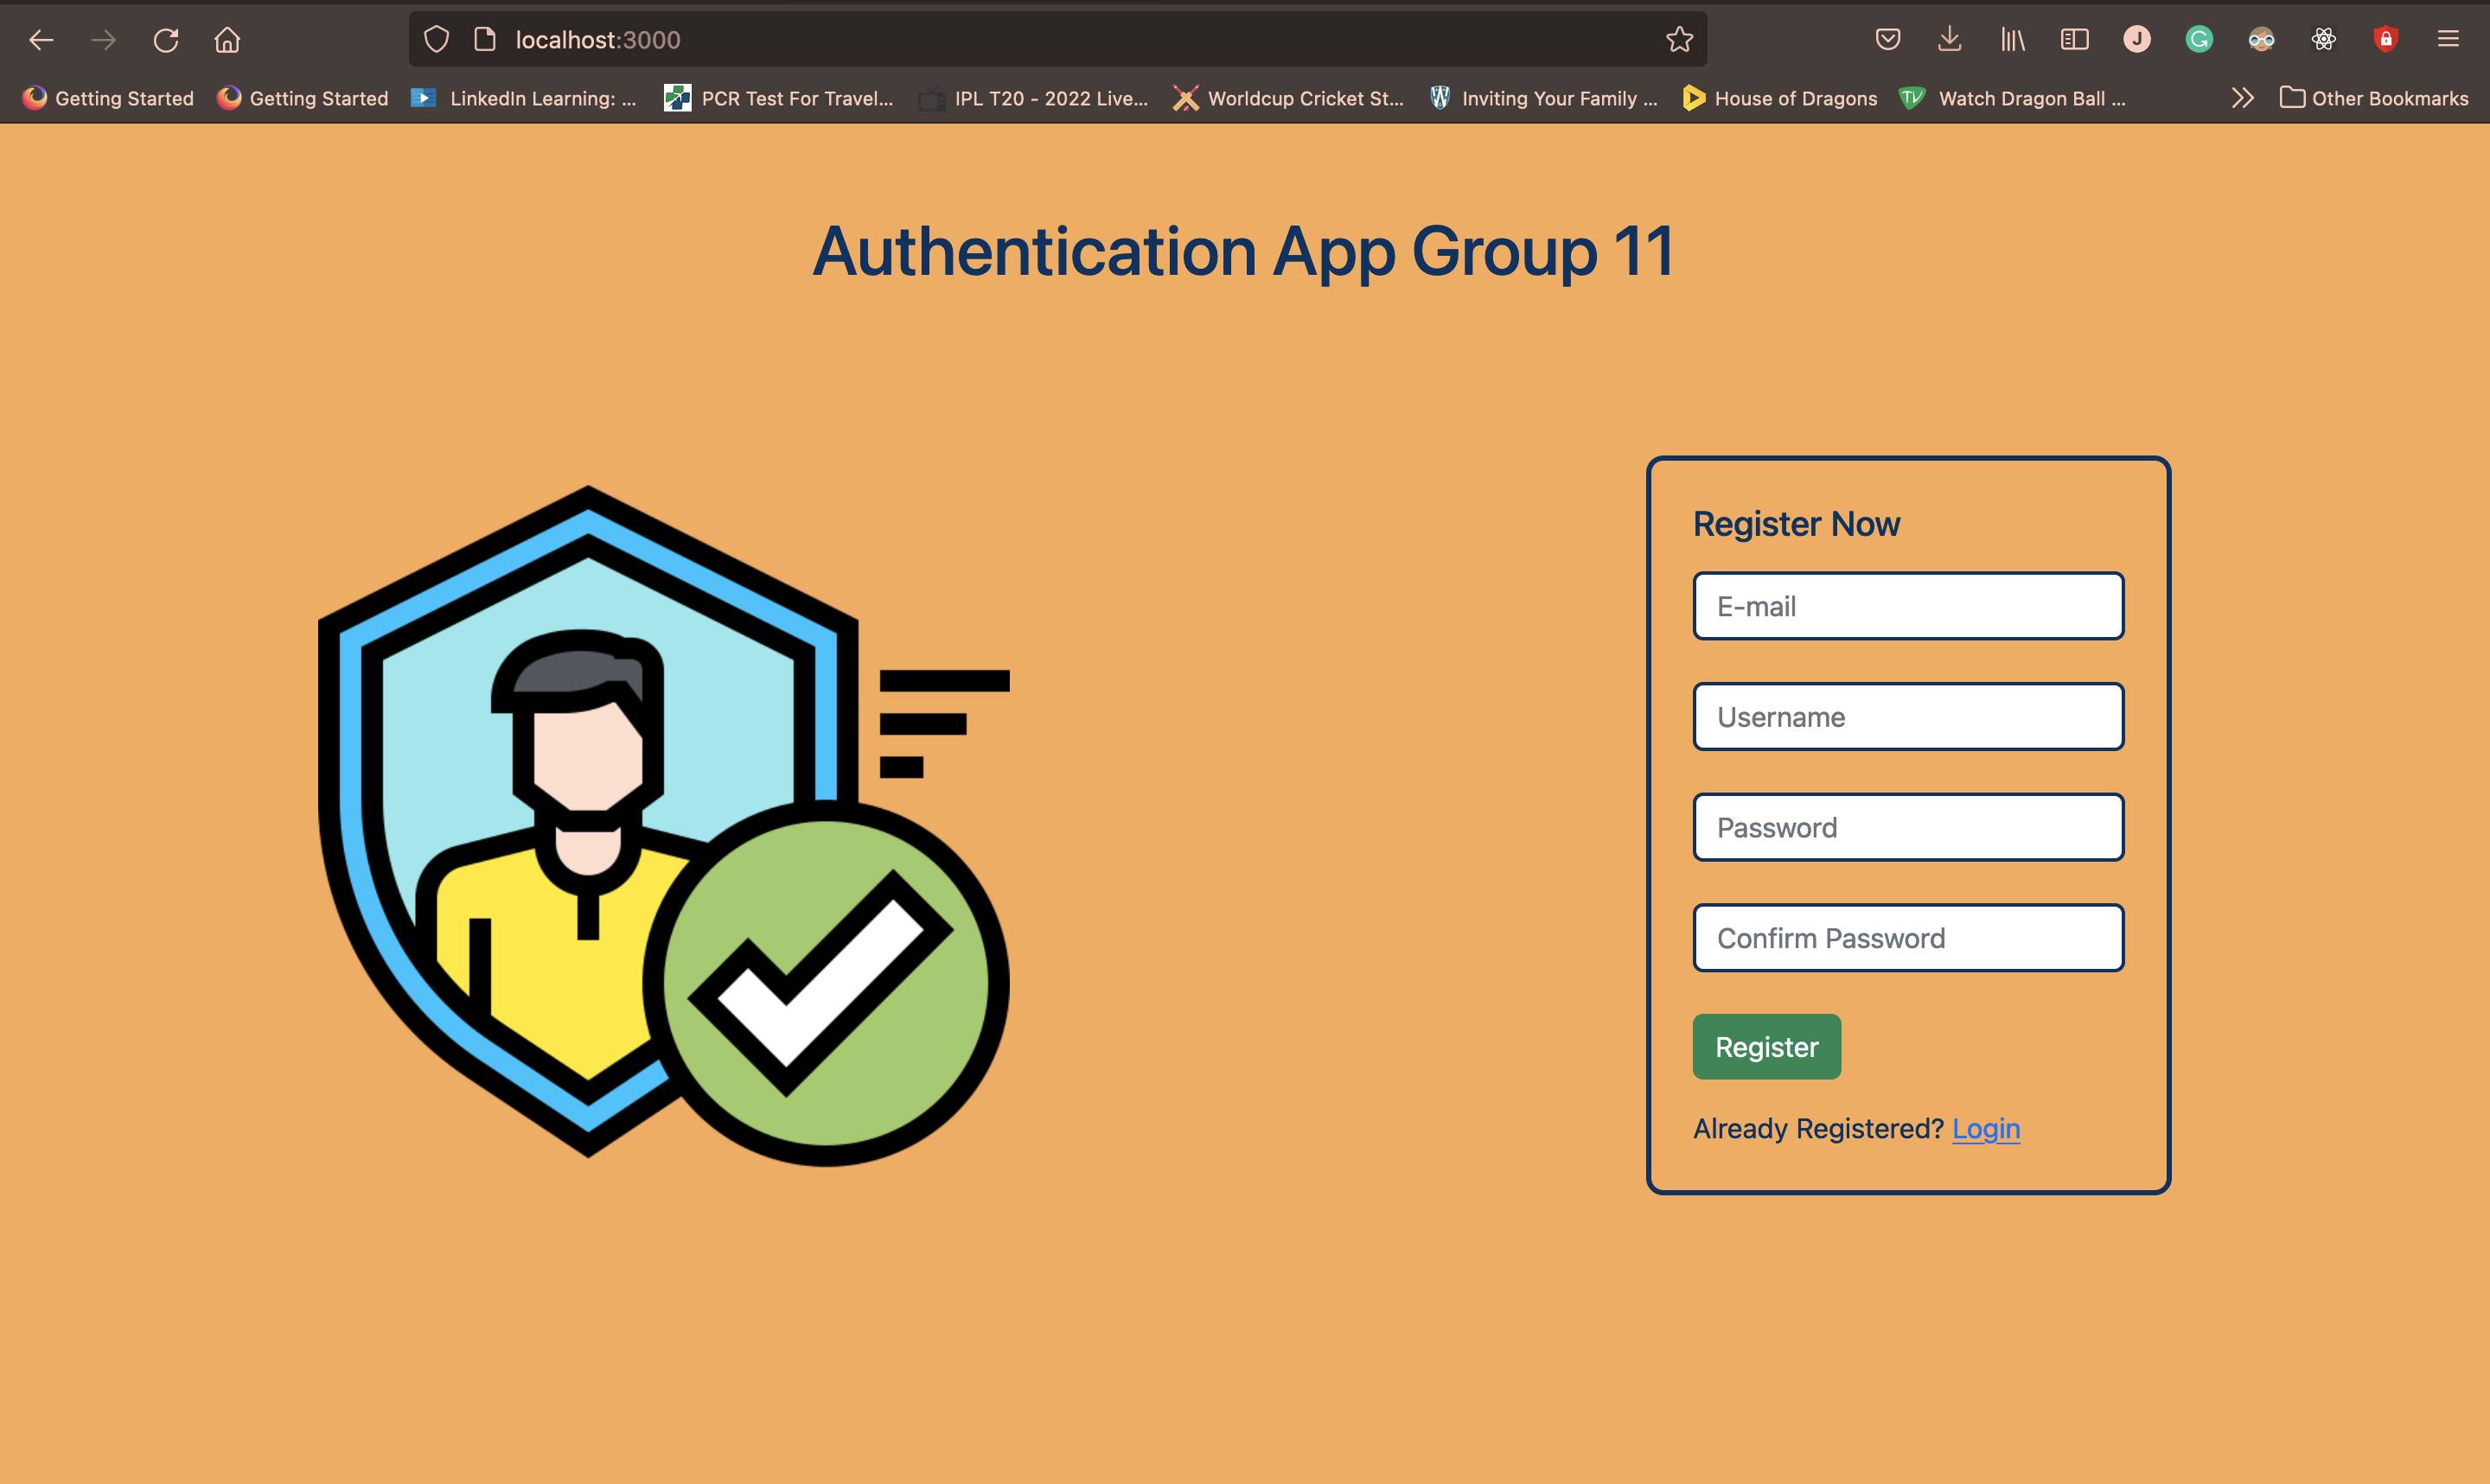 localhost:3000
J
Getting Started Getting Started LinkedIn Learning: ... PCR Test For Travel... IPL T20 - 2022 Live... Worldcup Cricket St... Inviting Your Family ... House of Dragons TV Watch Dragon Ball ... Other Bookmarks
Authentication App Group 11
Register Now
E-mail
Username
Password
Confirm Password
Register
Already Registered? Login